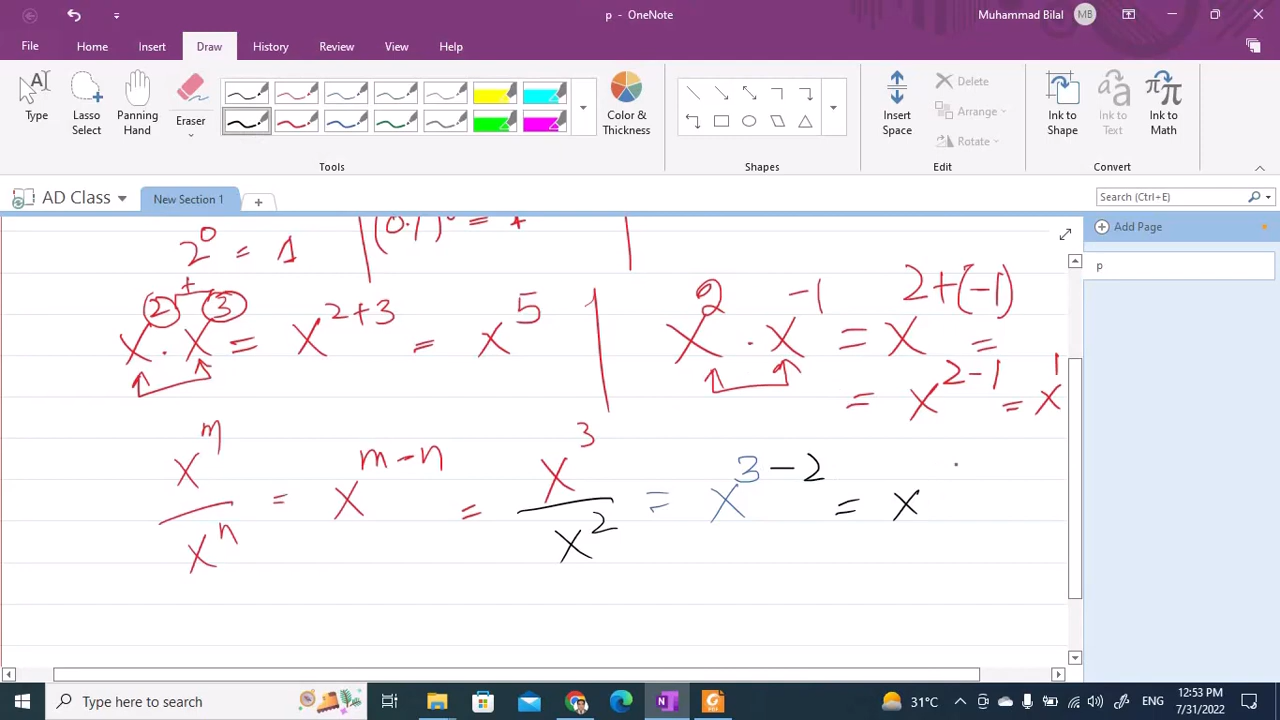 p - OneNote
Muhammad Bilal MB
File Home Insert Draw History Review View Help
Type Lasso Select Panning Hand Eraser Color & Thickness Insert Space Delete Arrange Rotate Ink to Shape Ink to Text Ink to Math
Tools Shapes Edit Convert
AD Class New Section 1 + Search (Ctrl+E)
Add Page
p
2⁰ = 1
x² · x³ = x²⁺³ = x⁵ | x² · x⁻¹ = x²⁺⁽⁻¹⁾ =
= x²⁻¹ = x¹
xᵐ/xⁿ = xᵐ⁻ⁿ = x³/x² = x³⁻² = x
Type here to search
31°C ENG 12:53 PM
7/31/2022